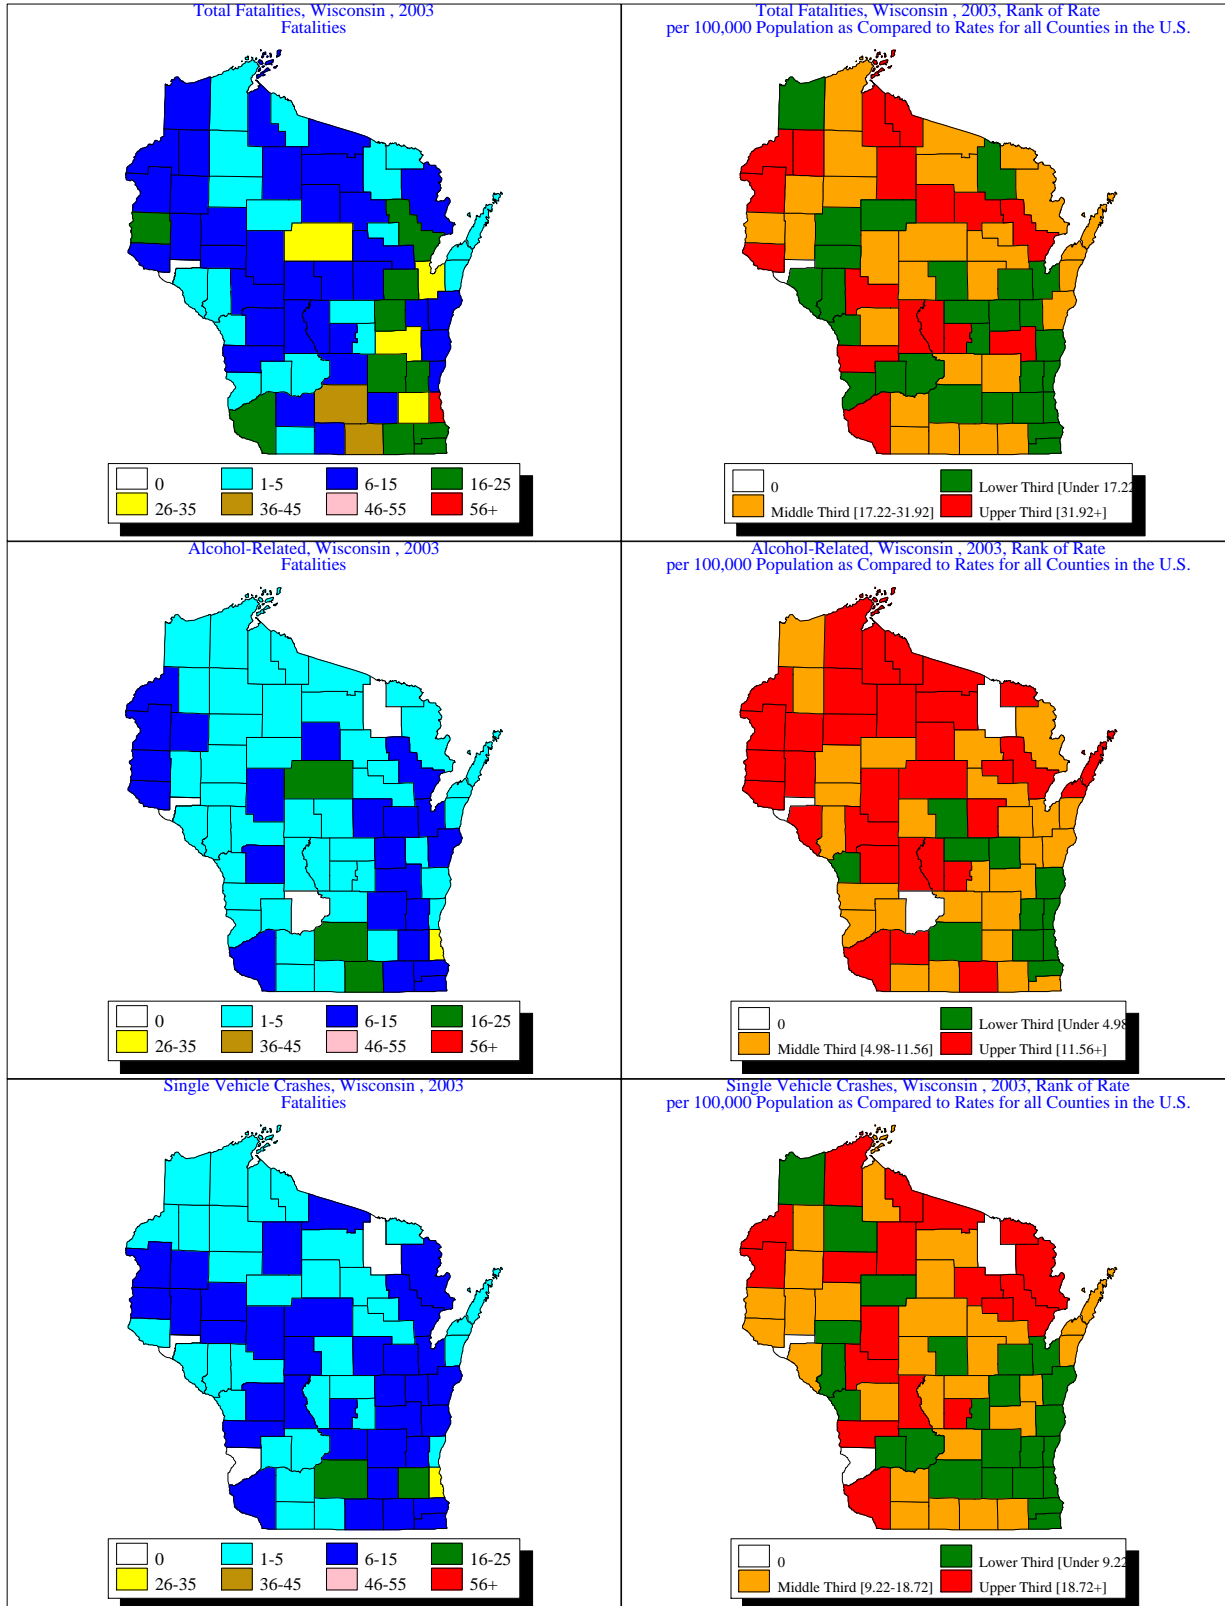 Total Fatalities, Wisconsin , 2003
Fatalities
0
1-5
6-15
16-25
26-35
36-45
46-55
56+
Total Fatalities, Wisconsin , 2003, Rank of Rate
per 100,000 Population as Compared to Rates for all Counties in the U.S.
0
Lower Third [Under 17.22
Middle Third [17.22-31.92]
Upper Third [31.92+]
Alcohol-Related, Wisconsin , 2003
Fatalities
0
1-5
6-15
16-25
26-35
36-45
46-55
56+
Alcohol-Related, Wisconsin , 2003, Rank of Rate
per 100,000 Population as Compared to Rates for all Counties in the U.S.
0
Lower Third [Under 4.98
Middle Third [4.98-11.56]
Upper Third [11.56+]
Single Vehicle Crashes, Wisconsin , 2003
Fatalities
0
1-5
6-15
16-25
26-35
36-45
46-55
56+
Single Vehicle Crashes, Wisconsin , 2003, Rank of Rate
per 100,000 Population as Compared to Rates for all Counties in the U.S.
0
Lower Third [Under 9.22
Middle Third [9.22-18.72]
Upper Third [18.72+]